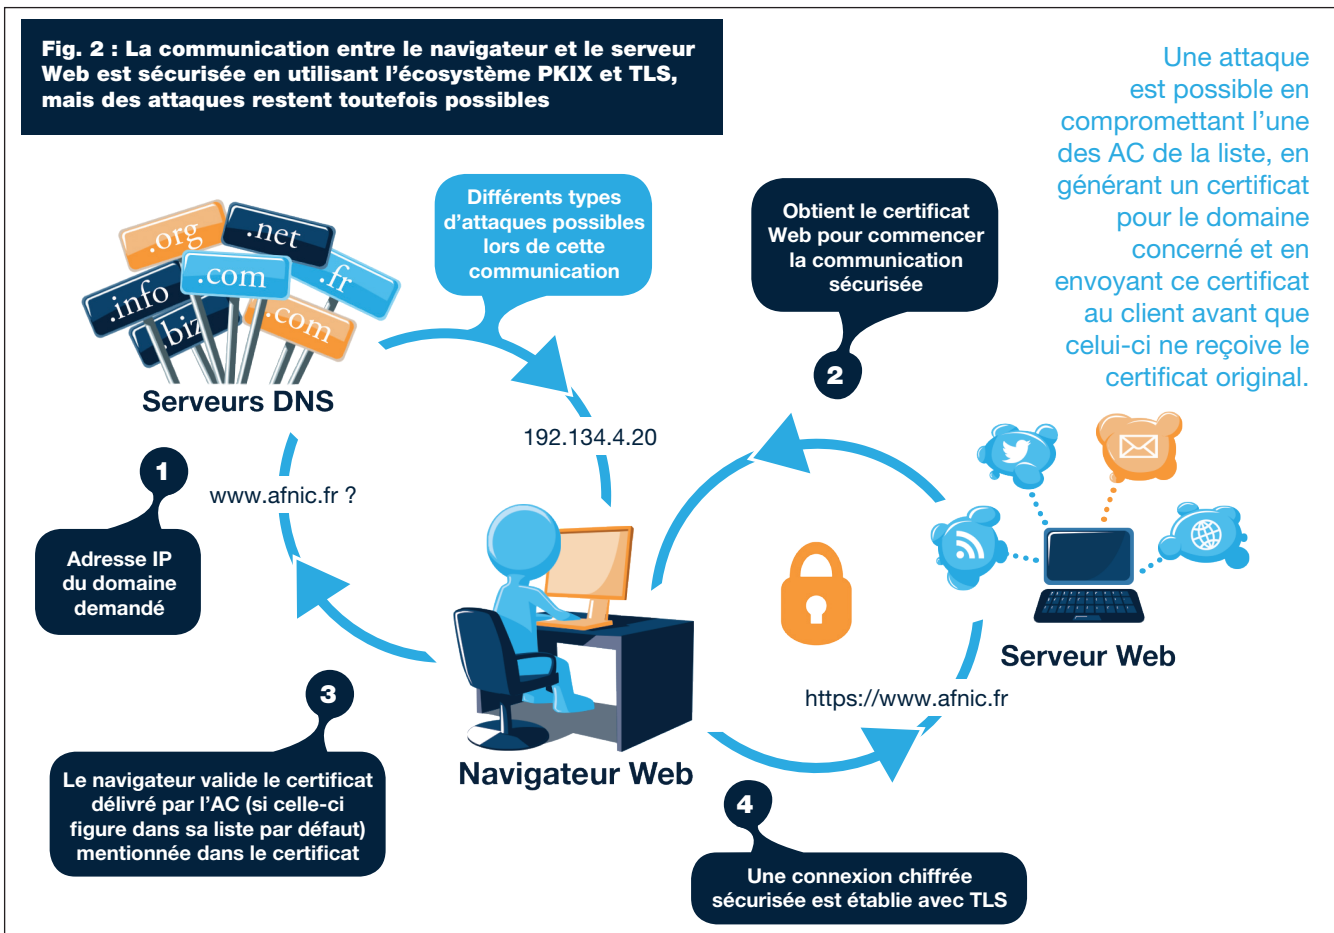 Fig. 2 : La communication entre le navigateur et le serveur
Web est sécurisée en utilisant l'écosystème PKIX et TLS,
mais des attaques restent toutefois possibles
Une attaque
est possible en
compromettant l'une
des AC de la liste, en
générant un certificat
pour le domaine
concerné et en
envoyant ce certificat
au client avant que
celui-ci ne reçoive le
certificat original.
Différents types
d'attaques possibles
lors de cette
communication
2
Obtient le certificat
Web pour commencer
la communication
sécurisée
.org
.net
.com
.fr
.info
.biz
.com
Serveurs DNS
192.134.4.20
1
www.afnic.fr ?
Adresse IP
du domaine
demandé
Serveur Web
https://www.afnic.fr
Navigateur Web
3
Le navigateur valide le certificat
délivré par l'AC (si celle-ci
figure dans sa liste par défaut)
mentionnée dans le certificat
4
Une connexion chiffrée
sécurisée est établie avec TLS